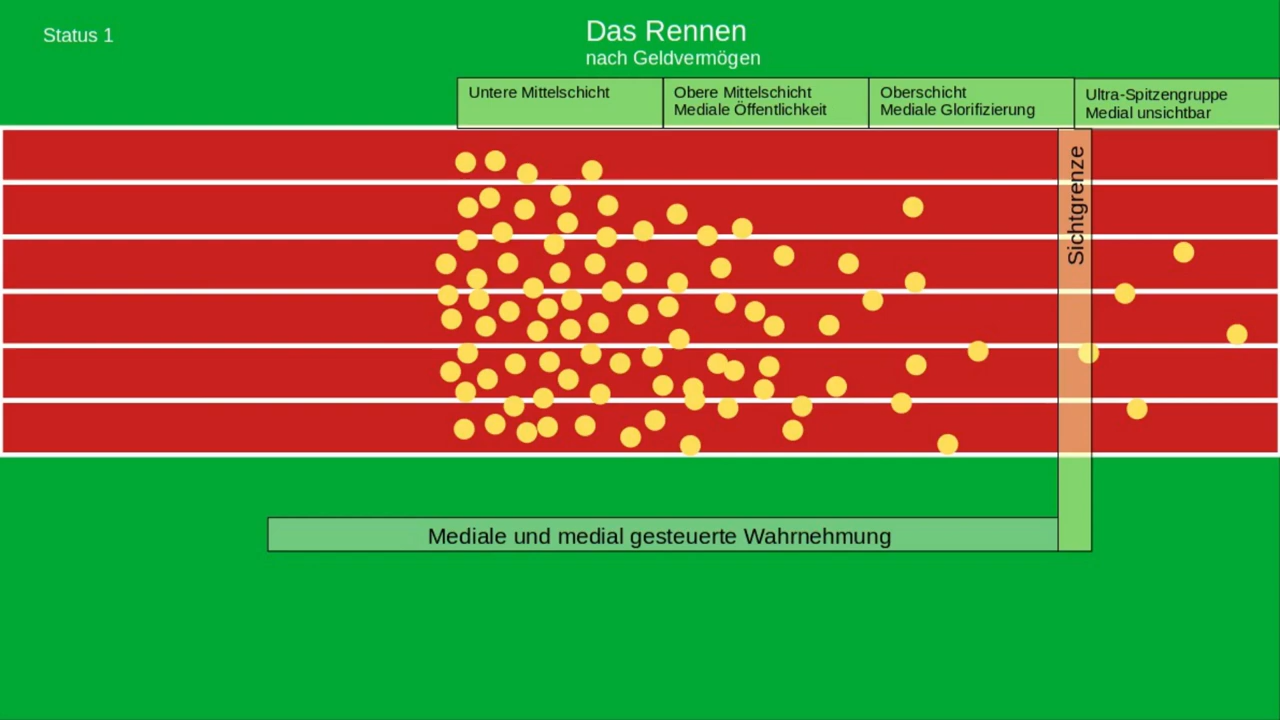 Status 1
Das Rennen
nach Geldvermögen
Untere Mittelschicht
Obere Mittelschicht
Mediale Öffentlichkeit
Oberschicht
Mediale Glorifizierung
Ultra-Spitzengruppe
Medial unsichtbar
Sichtgrenze
Mediale und medial gesteuerte Wahrnehmung